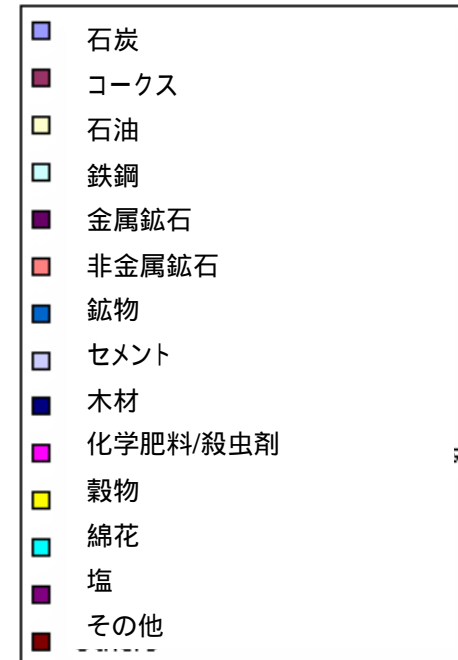 石炭
コークス
石油
鉄鋼
金属鉱石
非金属鉱石
鉱物
セメント
木材
化学肥料/殺虫剤
穀物
綿花
塩
その他